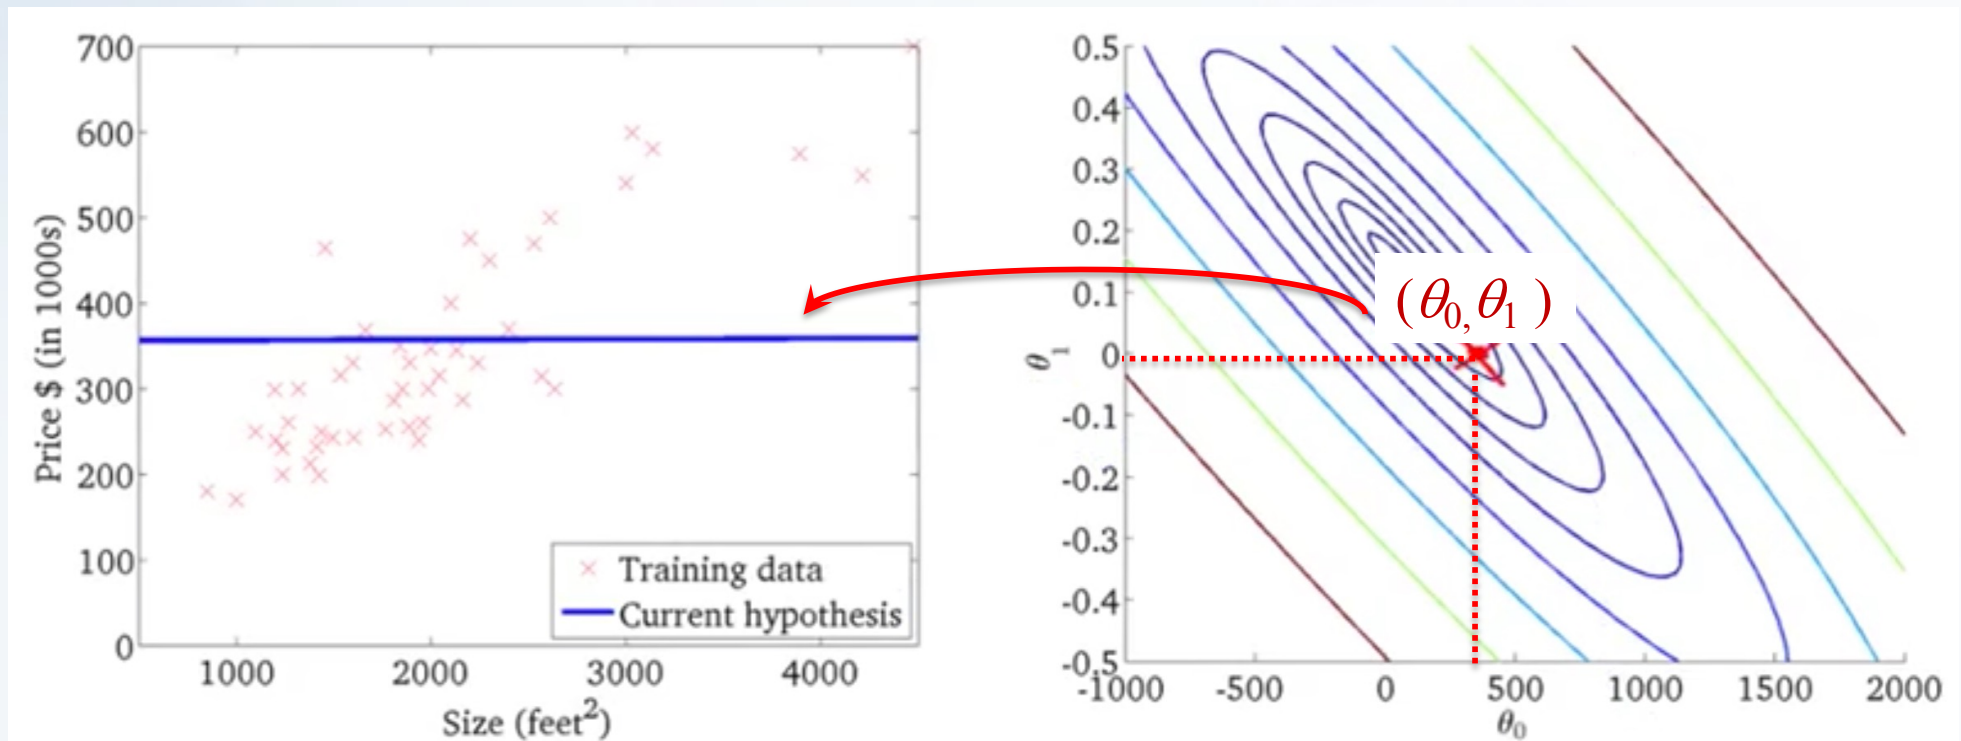 700
600
500
400
300
200
100
0
Price $ (in 1000s)
1000 2000 3000 4000
Size (feet²)
Training data
Current hypothesis
0.5
0.4
0.3
0.2
0.1
0
-0.1
-0.2
-0.3
-0.4
-0.5
θ₁
(θ₀,θ₁ )
-1000 -500 0 500 1000 1500 2000
θ₀